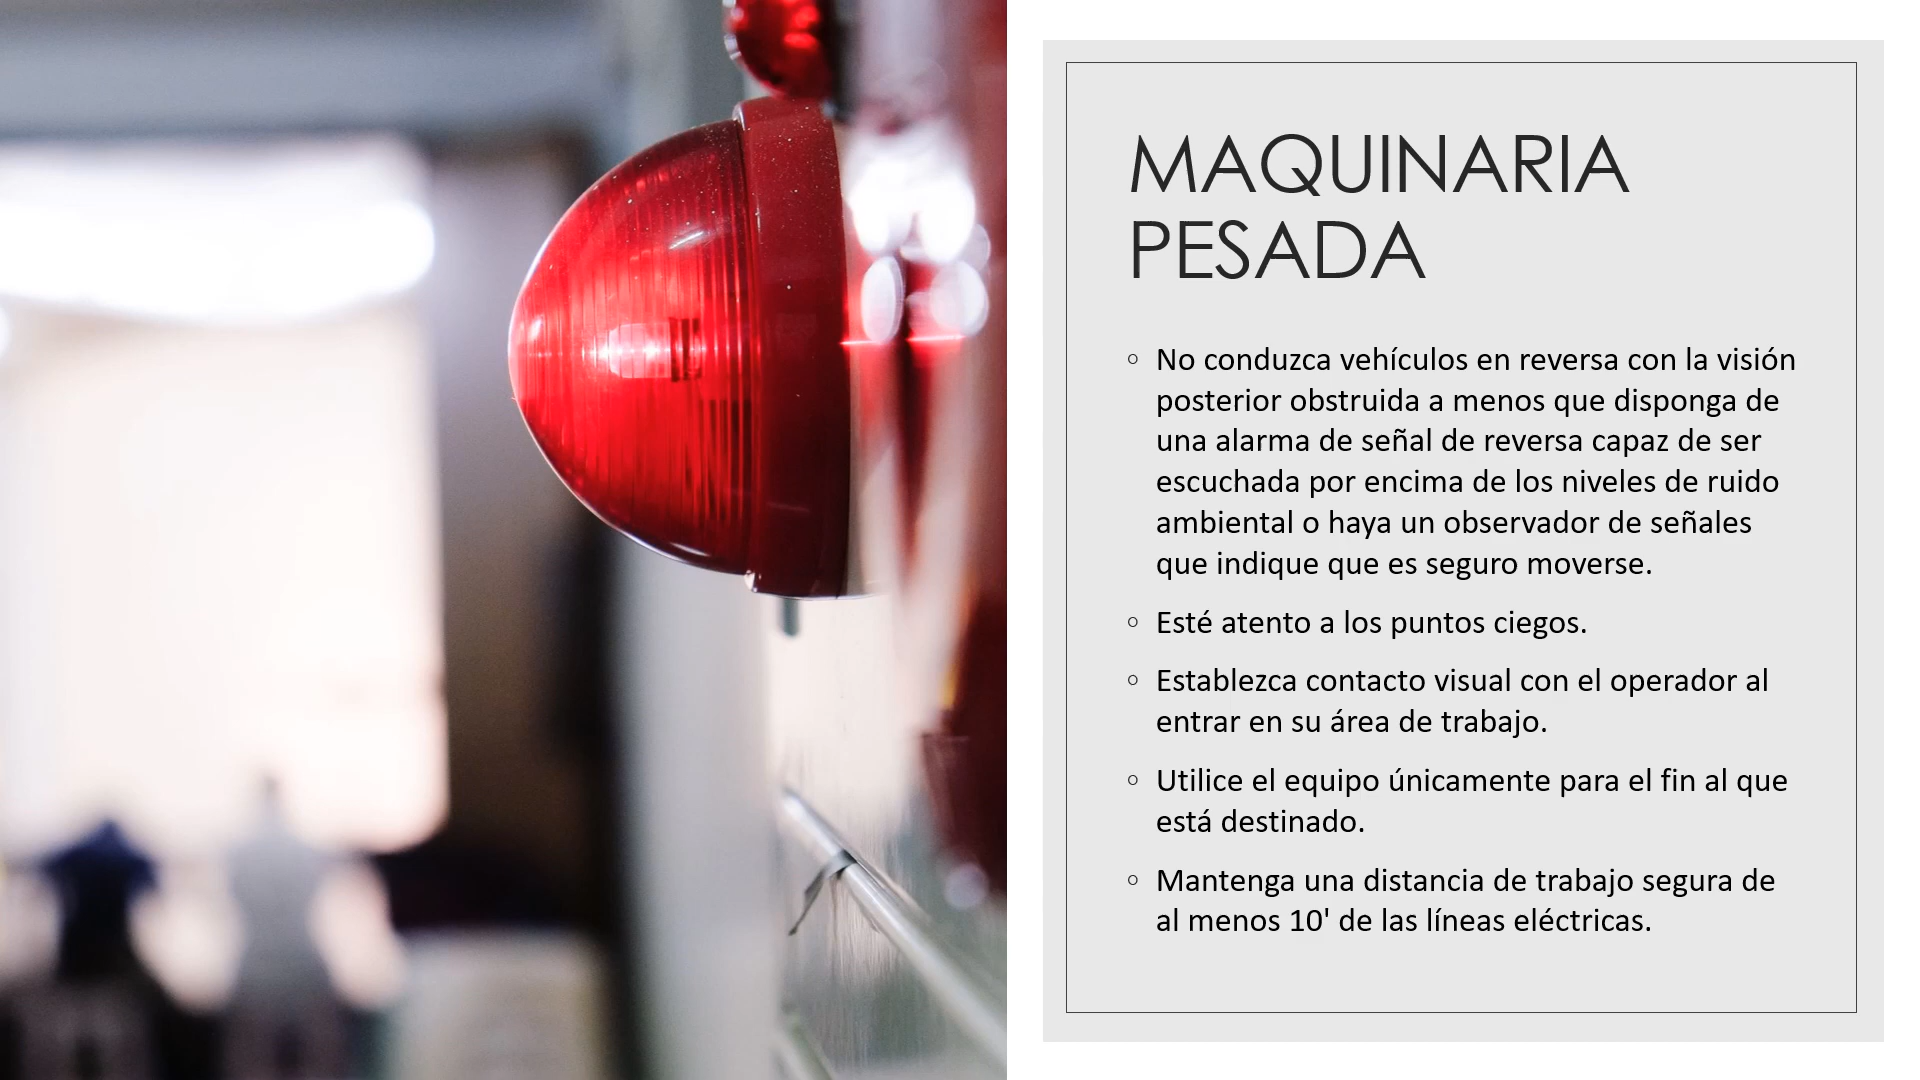 MAQUINARIA
PESADA
◦ No conduzca vehículos en reversa con la visión
posterior obstruida a menos que disponga de
una alarma de señal de reversa capaz de ser
escuchada por encima de los niveles de ruido
ambiental o haya un observador de señales
que indique que es seguro moverse.
◦ Esté atento a los puntos ciegos.
◦ Establezca contacto visual con el operador al
entrar en su área de trabajo.
◦ Utilice el equipo únicamente para el fin al que
está destinado.
◦ Mantenga una distancia de trabajo segura de
al menos 10' de las líneas eléctricas.